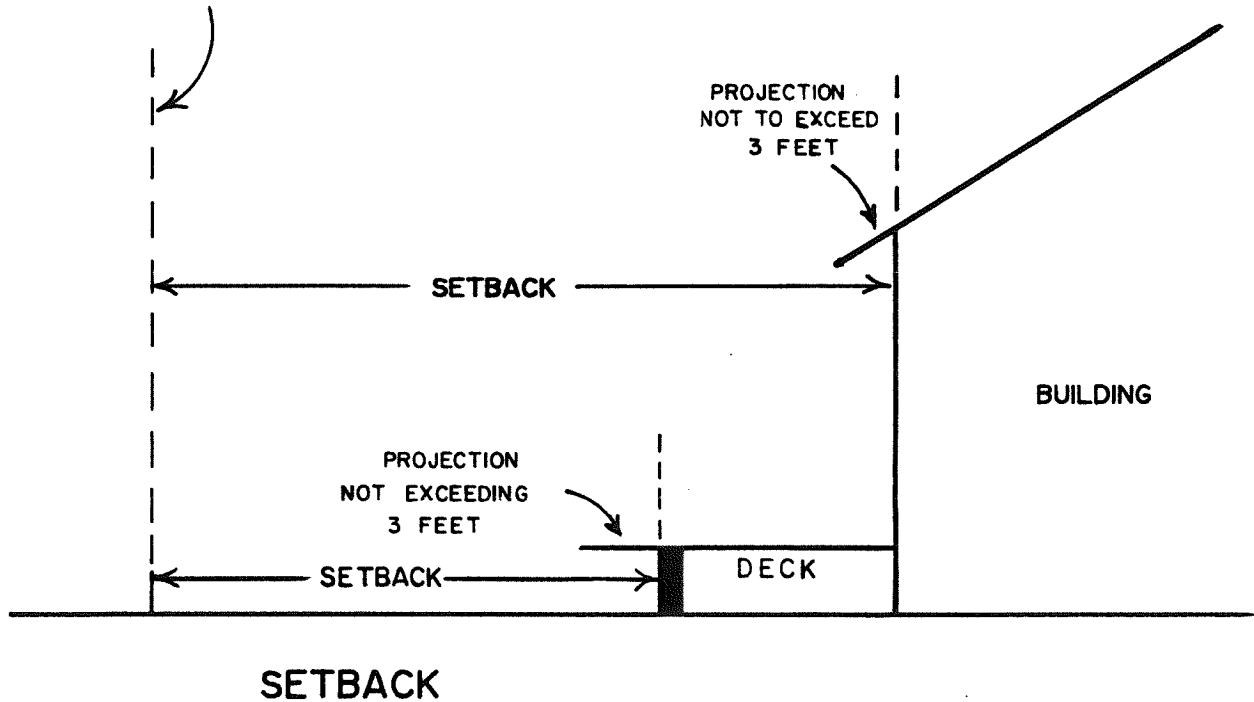 PROJECTION
NOT TO EXCEED
3 FEET
SETBACK
BUILDING
PROJECTION
NOT EXCEEDING
3 FEET
DECK
SETBACK
SETBACK